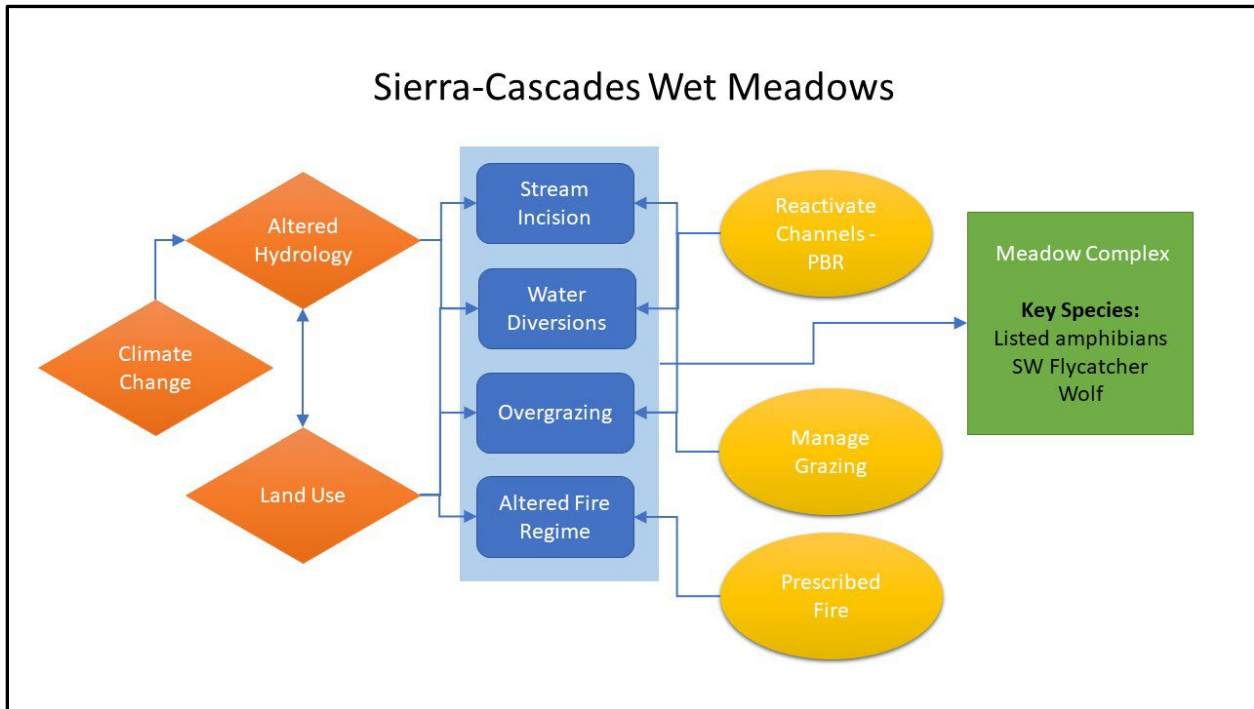 Sierra-Cascades Wet Meadows
Altered
Hydrology
Climate
Change
Land Use
Stream
Incision
Water
Diversions
Overgrazing
Altered Fire
Regime
Reactivate
Channels -
PBR
Manage
Grazing
Prescribed
Fire
Meadow Complex
Key Species:
Listed amphibians
SW Flycatcher
Wolf